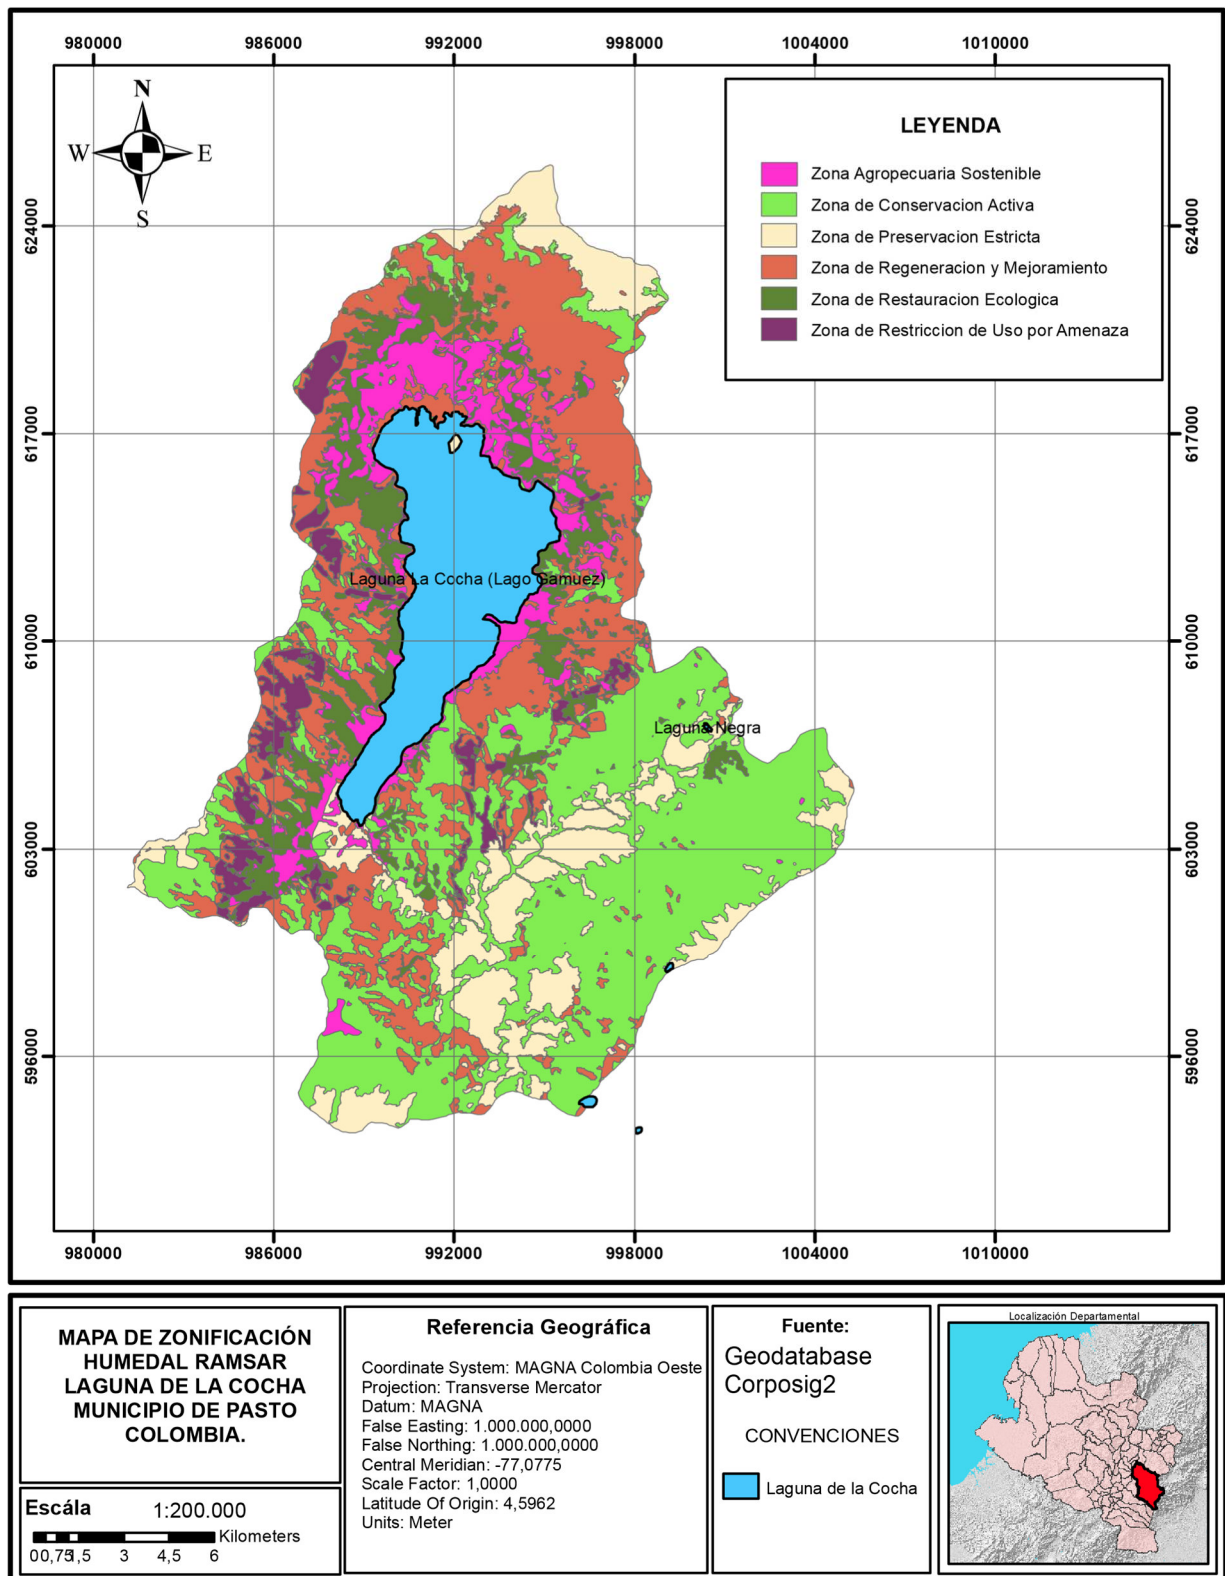 980000 986000 992000 998000 1004000 1010000
N
W E
S
LEYENDA
Zona Agropecuaria Sostenible
Zona de Conservacion Activa
Zona de Preservacion Estricta
Zona de Regeneracion y Mejoramiento
Zona de Restauracion Ecologica
Zona de Restriccion de Uso por Amenaza
624000 624000
617000 617000
Laguna La Cocha (Lago Gamuez)
610000 610000
Laguna Negra
603000 603000
596000 596000
980000 986000 992000 998000 1004000 1010000
MAPA DE ZONIFICACIÓN
HUMEDAL RAMSAR
LAGUNA DE LA COCHA
MUNICIPIO DE PASTO
COLOMBIA.
Escála 1:200.000
Kilometers
0 0,75 1,5 3 4,5 6
Referencia Geográfica
Coordinate System: MAGNA Colombia Oeste
Projection: Transverse Mercator
Datum: MAGNA
False Easting: 1.000.000,0000
False Northing: 1.000.000,0000
Central Meridian: -77,0775
Scale Factor: 1,0000
Latitude Of Origin: 4,5962
Units: Meter
Fuente:
Geodatabase
Corposig2
CONVENCIONES
Laguna de la Cocha
Localización Departamental